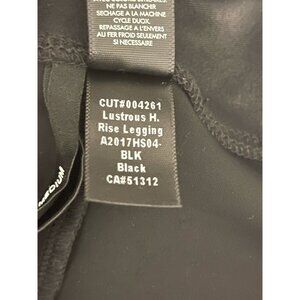 NE PAS BLANCHIR
SECHAGE A LA MACHINE
CYCLE DOUX.
REPASSAGE A L'ENVERS
AU FER FROID SEULEMENT
SI NECESSAIRE
CUT#004261
Lustrous H.
Rise Legging
A2017HS04-
BLK
Black
CA#51312
MEDIUM